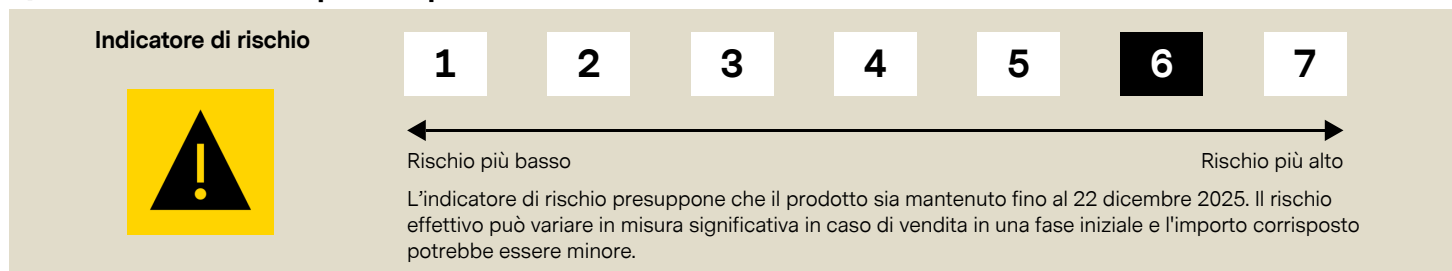 Indicatore di rischio
1 2 3 4 5 6 7
Rischio più basso
Rischio più alto
L'indicatore di rischio presuppone che il prodotto sia mantenuto fino al 22 dicembre 2025. Il rischio
effettivo può variare in misura significativa in caso di vendita in una fase iniziale e l'importo corrisposto
potrebbe essere minore.